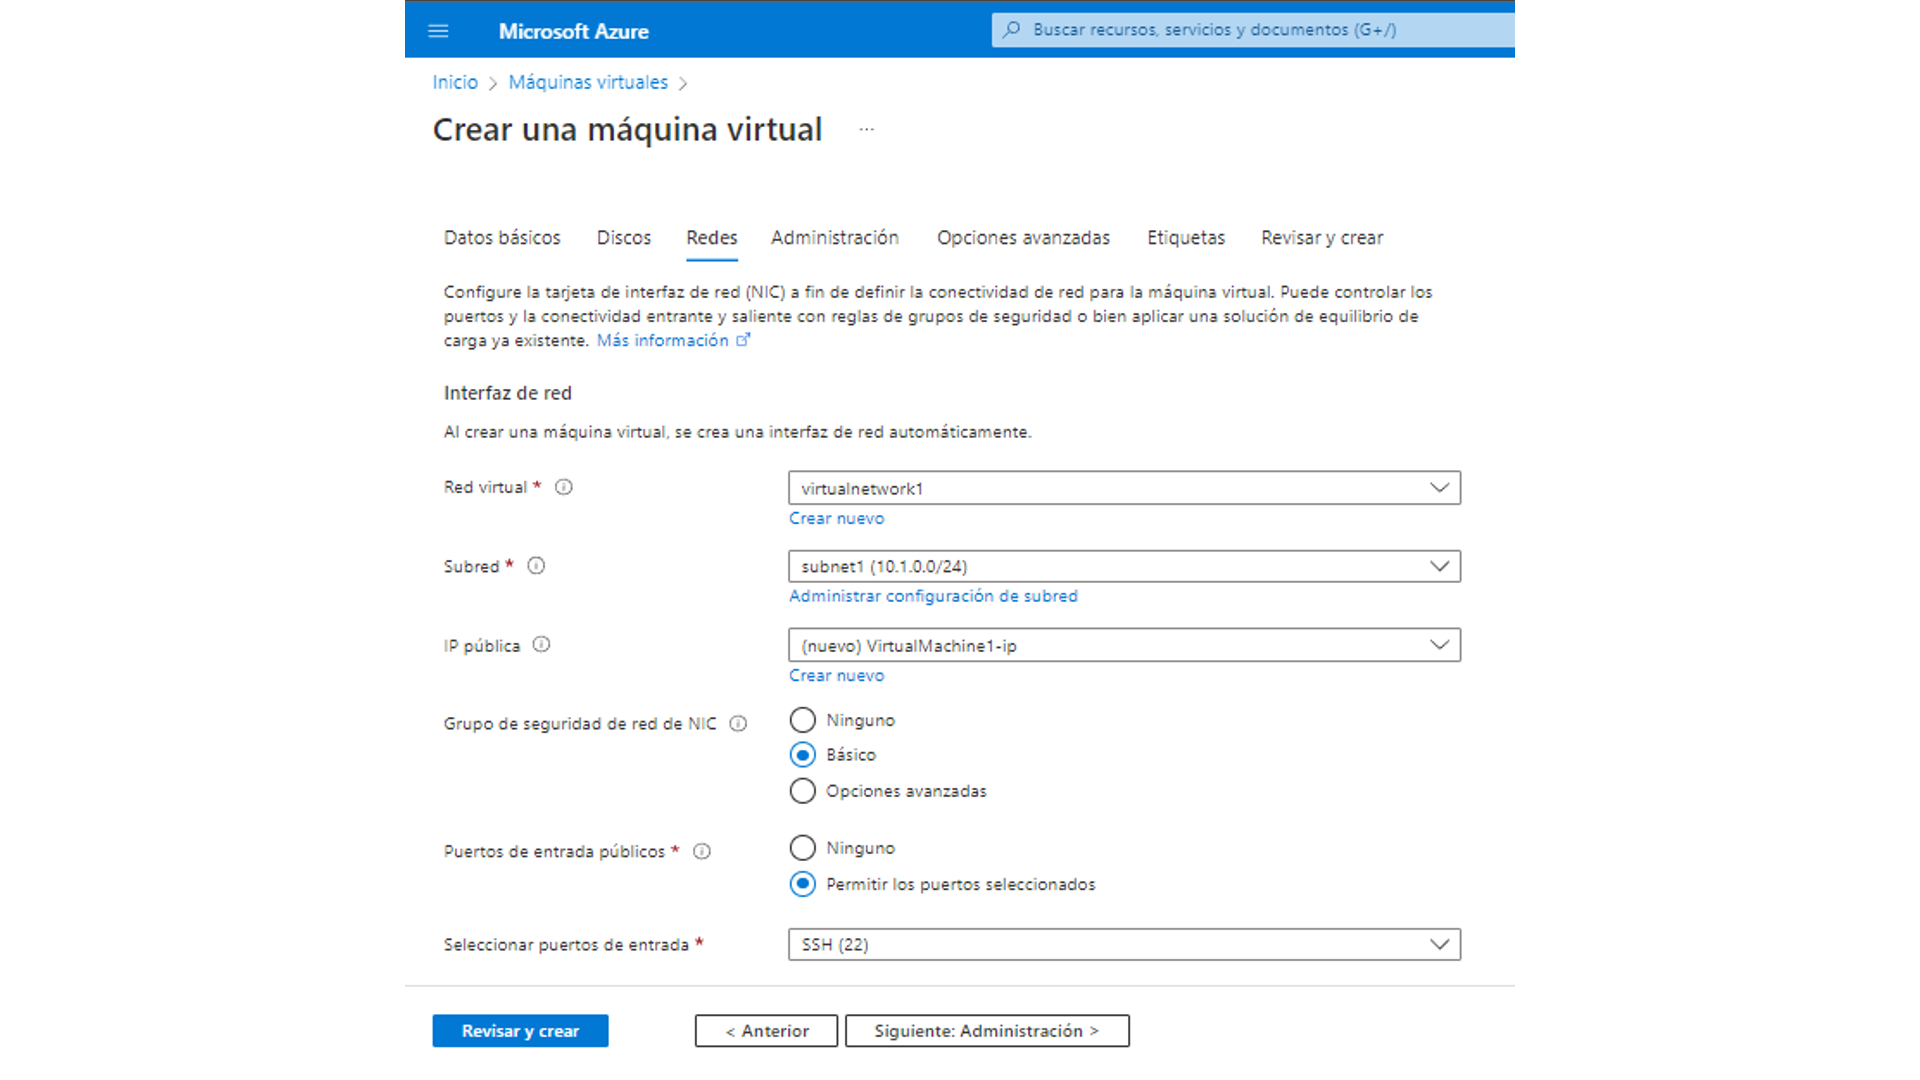 Microsoft Azure
Buscar recursos, servicios y documentos (G+/)
Inicio > Máquinas virtuales >
Crear una máquina virtual ...
Datos básicos Discos Redes Administración Opciones avanzadas Etiquetas Revisar y crear
Configure la tarjeta de interfaz de red (NIC) a fin de definir la conectividad de red para la máquina virtual. Puede controlar los
puertos y la conectividad entrante y saliente con reglas de grupos de seguridad o bien aplicar una solución de equilibrio de
carga ya existente. Más información
Interfaz de red
Al crear una máquina virtual, se crea una interfaz de red automáticamente.
Red virtual *
virtualnetwork1
Crear nuevo
Subred *
subnet1 (10.1.0.0/24)
Administrar configuración de subred
IP pública
(nuevo) VirtualMachine1-ip
Crear nuevo
Grupo de seguridad de red de NIC
Ninguno
Básico
Opciones avanzadas
Puertos de entrada públicos *
Ninguno
Permitir los puertos seleccionados
Seleccionar puertos de entrada *
SSH (22)
Revisar y crear
< Anterior
Siguiente: Administración >